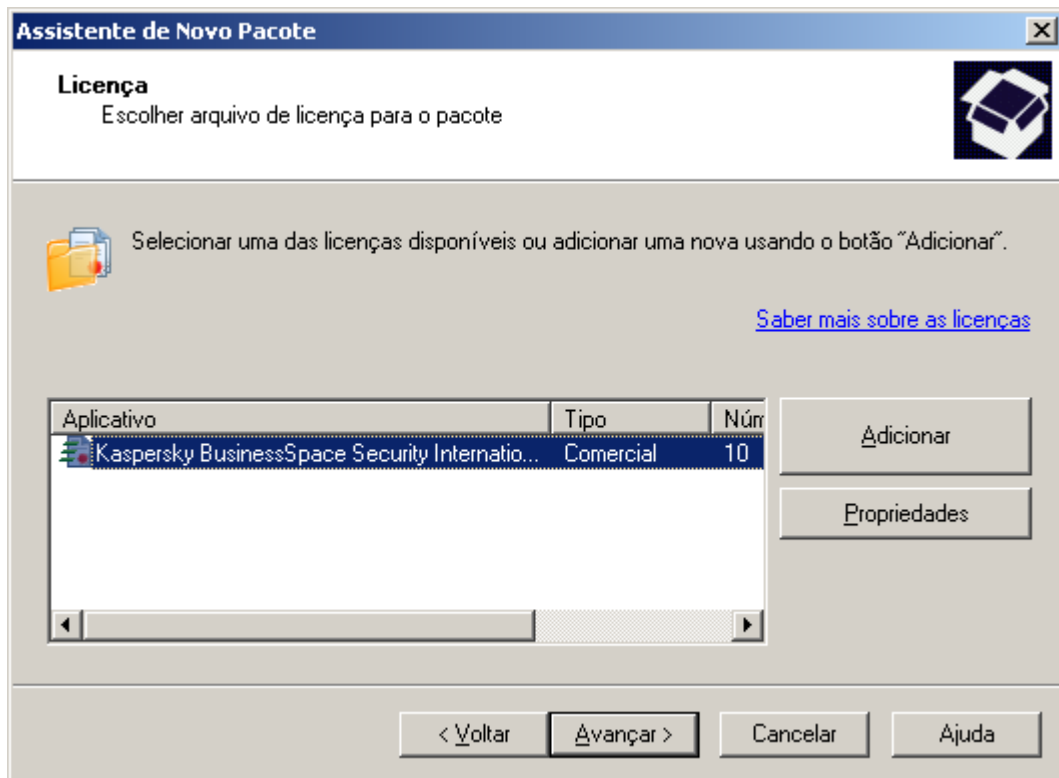 Assistente de Novo Pacote
Licença
Escolher arquivo de licença para o pacote
Selecionar uma das licenças disponíveis ou adicionar uma nova usando o botão "Adicionar".
Saber mais sobre as licenças
Aplicativo Tipo Núm
Kaspersky BusinessSpace Security Internatio... Comercial 10
Adicionar
Propriedades
< Voltar Avançar > Cancelar Ajuda